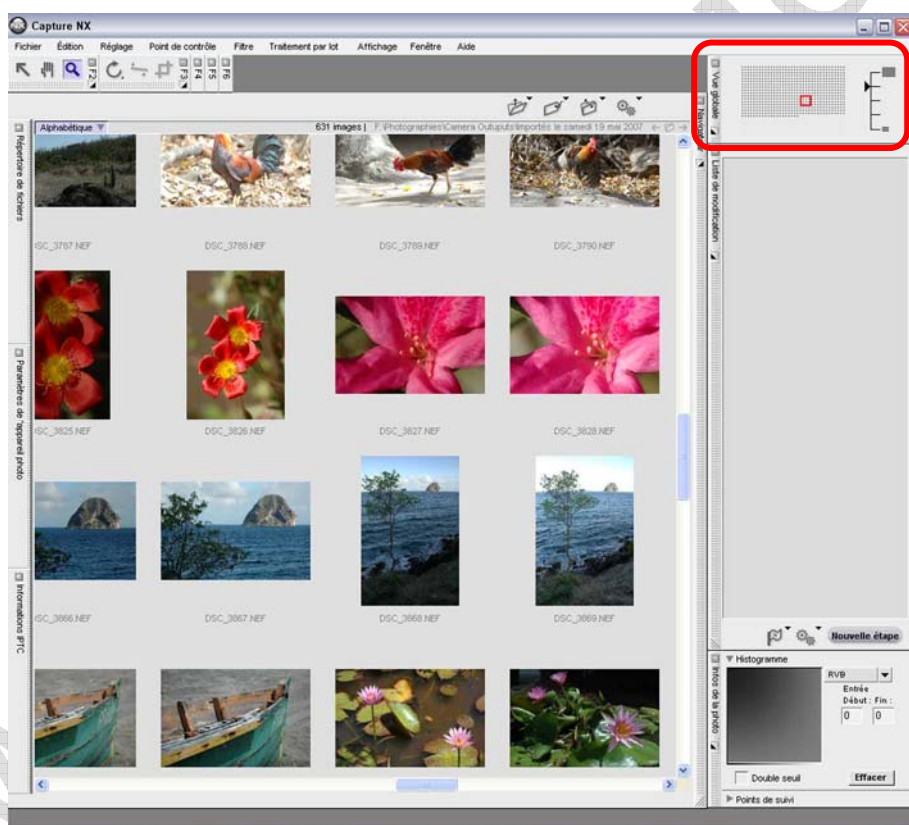 Capture NX
Fichier Édition Réglage Point de contrôle Filtre Traitement par lot Affichage Fenêtre Aide
F2 F3 F4 F5 F6
Alphabétique 631 images | F:\Photographies\Camera Outuputs\Importés le samedi 19 mai 2007
Répertoire de fichiers
Paramètres de l'appareil photo
Informations IPTC
SC_3787.NEF DSC_3788.NEF DSC_3789.NEF DSC_3790.NEF
SC_3825.NEF DSC_3826.NEF DSC_3827.NEF DSC_3828.NEF
SC_3866.NEF DSC_3867.NEF DSC_3868.NEF DSC_3869.NEF
Vue globale
Liste de modification
Nouvelle étape
Infos de la photo
Histogramme
RVB
Entrée
Début : Fin :
0 0
Double seuil Effacer
Points de suivi